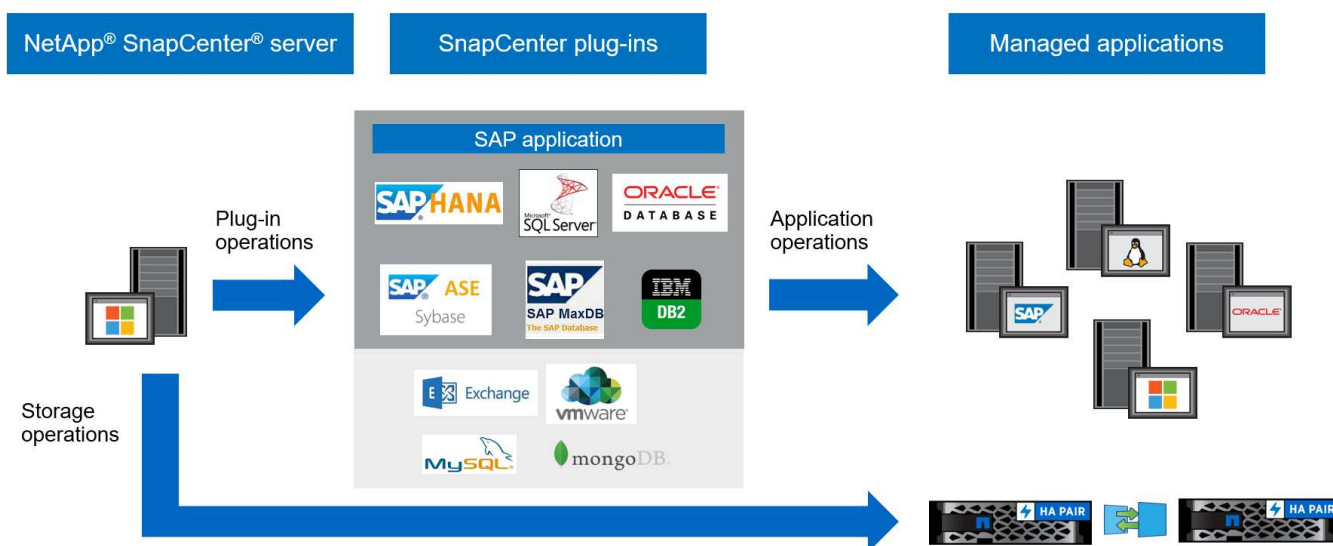 NetApp® SnapCenter® server
SnapCenter plug-ins
Managed applications
SAP application
SAP® HANA
Microsoft®
SQL Server®
ORACLE®
DATABASE
Plug-in
operations
Application
operations
SAP® ASE
Sybase
SAP
SAP MaxDB
The SAP Database
IBM
DB2
SAP
ORACLE
E Exchange
vmware®
MySQL®
mongoDB.
Storage
operations
HA PAIR
HA PAIR